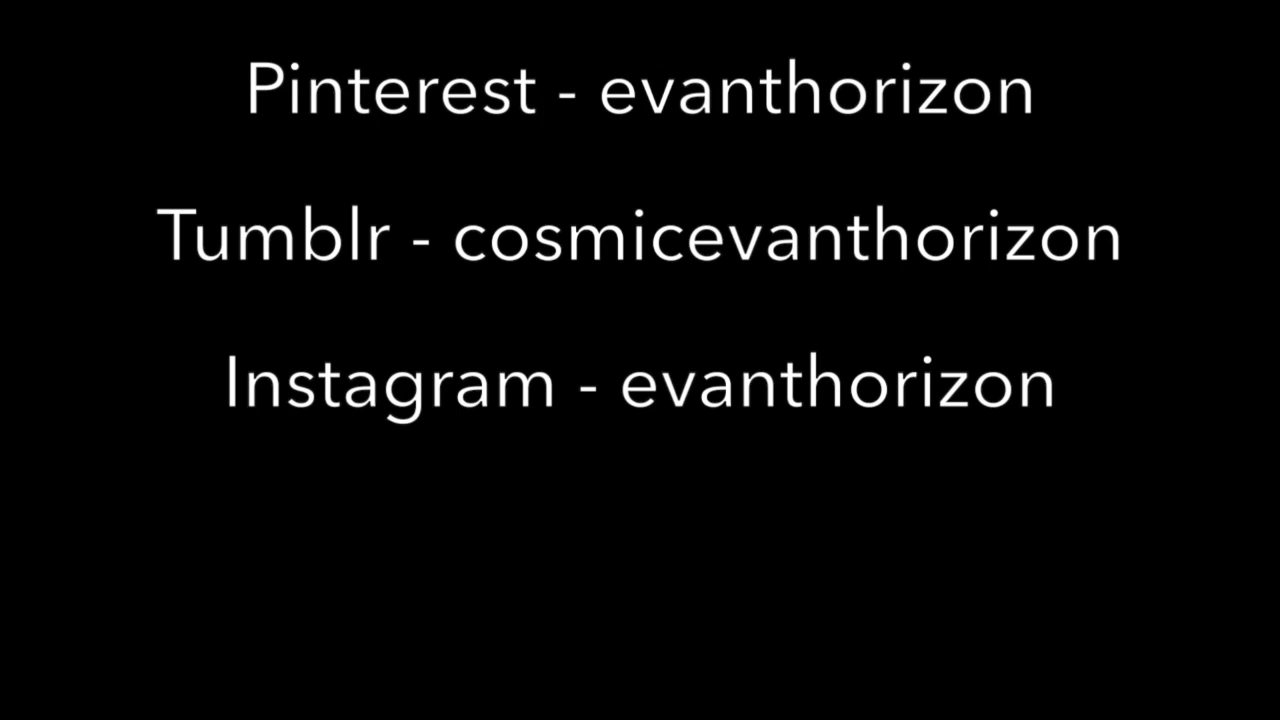 Pinterest - evanthorizon
Tumblr - cosmicevanthorizon
Instagram - evanthorizon